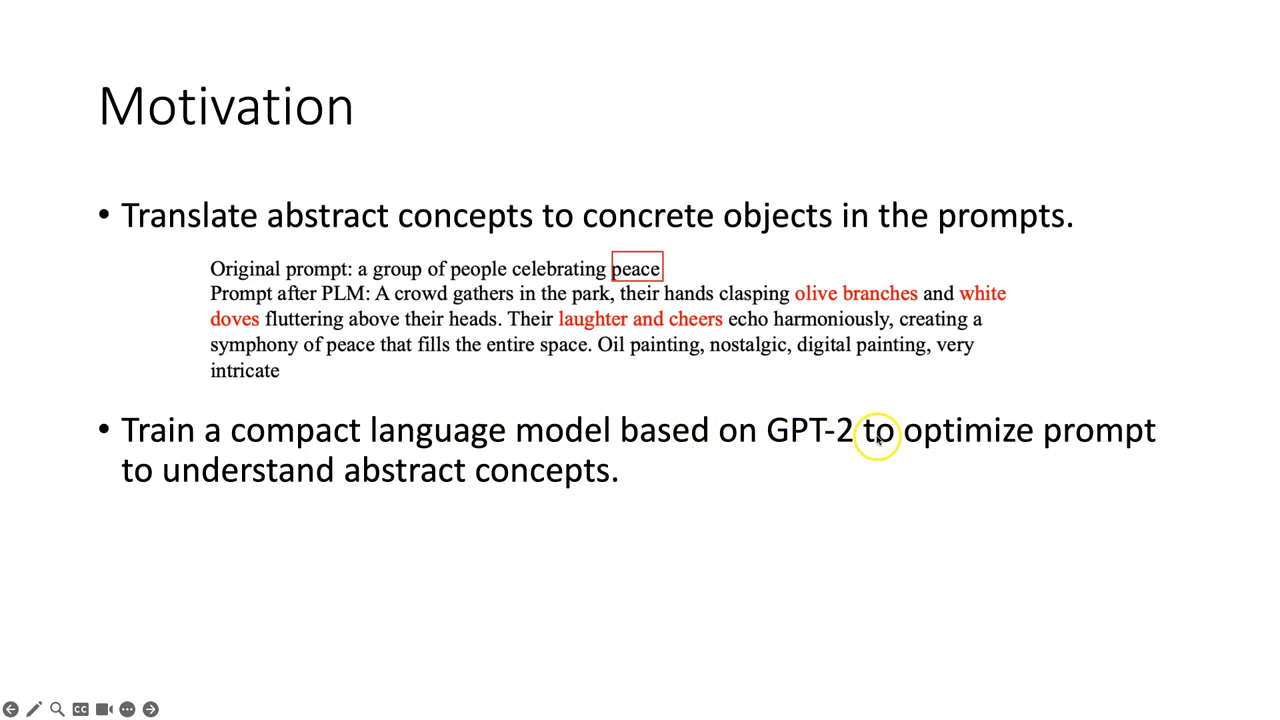 Motivation
• Translate abstract concepts to concrete objects in the prompts.
Original prompt: a group of people celebrating peace
Prompt after PLM: A crowd gathers in the park, their hands clasping olive branches and white
doves fluttering above their heads. Their laughter and cheers echo harmoniously, creating a
symphony of peace that fills the entire space. Oil painting, nostalgic, digital painting, very
intricate
• Train a compact language model based on GPT-2 to optimize prompt
to understand abstract concepts.
CC